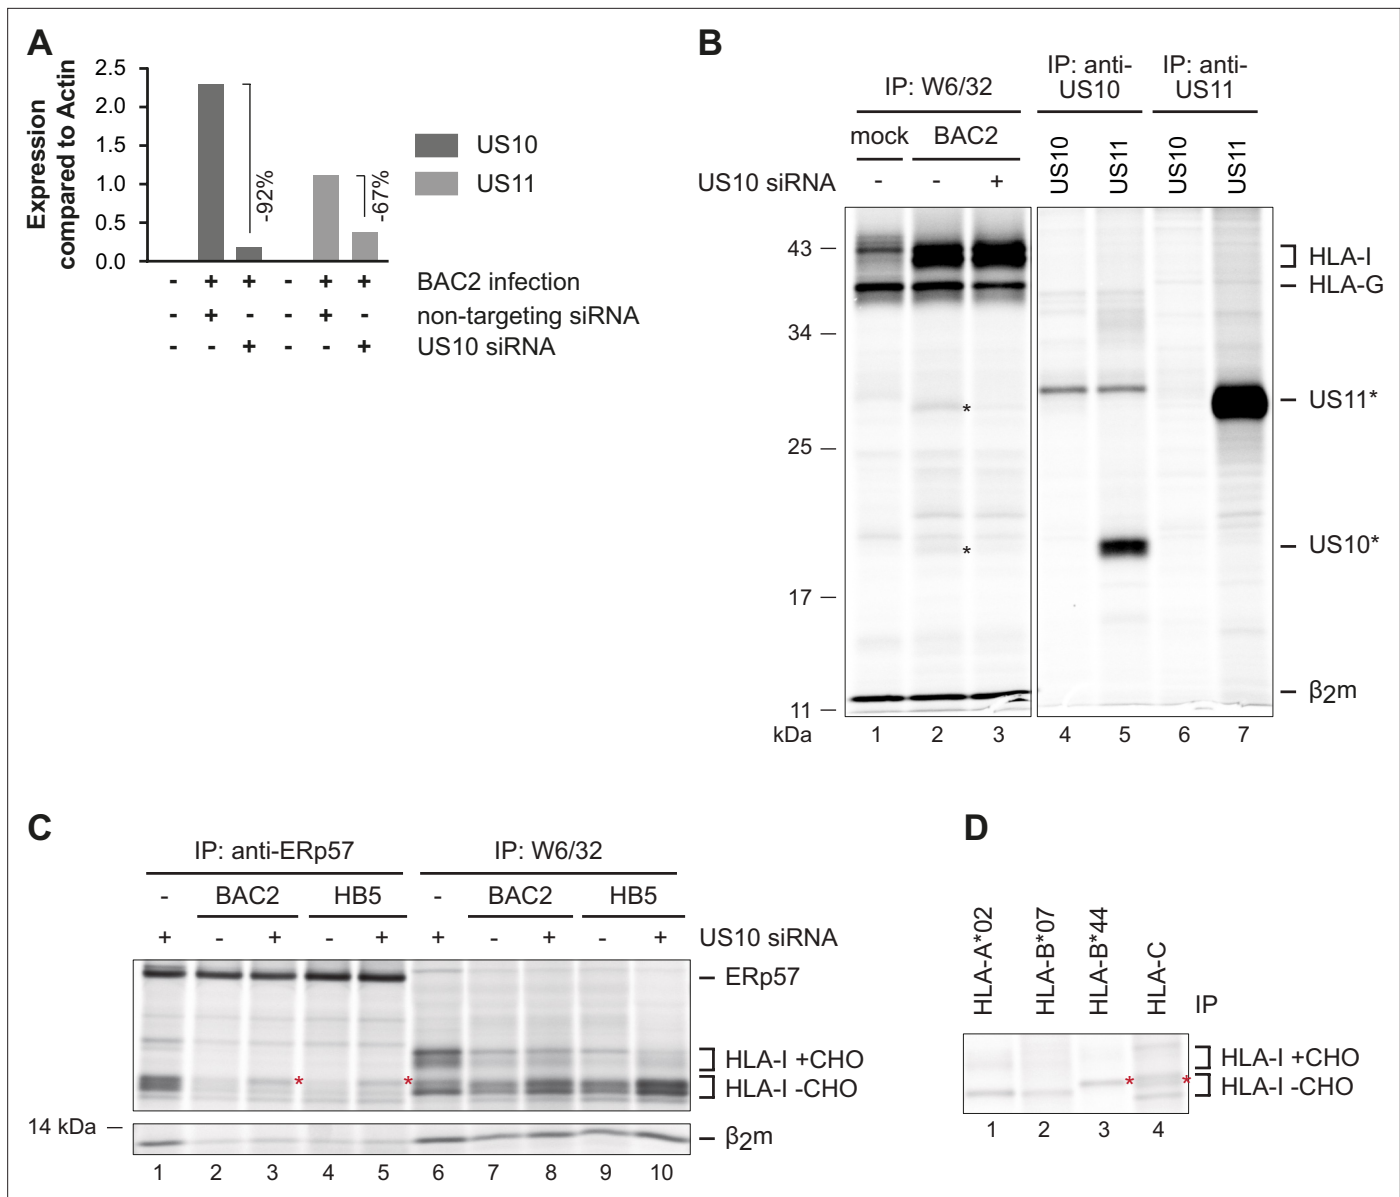 A
Expression
compared to Actin
2.5
2.0
1.5
1.0
0.5
0.0
-92%
-67%
US10
US11
- + + - + + BAC2 infection
- + - - + - non-targeting siRNA
- - + - - + US10 siRNA
B
IP: W6/32
IP: anti-
US10
IP: anti-
US11
mock BAC2
US10 US11 US10 US11
US10 siRNA - - +
43
34
25
17
11
kDa
*
*
HLA-I
HLA-G
US11*
US10*
β2m
1 2 3 4 5 6 7
C
IP: anti-ERp57 IP: W6/32
- BAC2 HB5 - BAC2 HB5
+ - + - + + - + - + US10 siRNA
ERp57
HLA-I +CHO
* * HLA-I -CHO
14 kDa
β2m
1 2 3 4 5 6 7 8 9 10
D
HLA-A*02 HLA-B*07 HLA-B*44 HLA-C IP
HLA-I +CHO
* * HLA-I -CHO
1 2 3 4